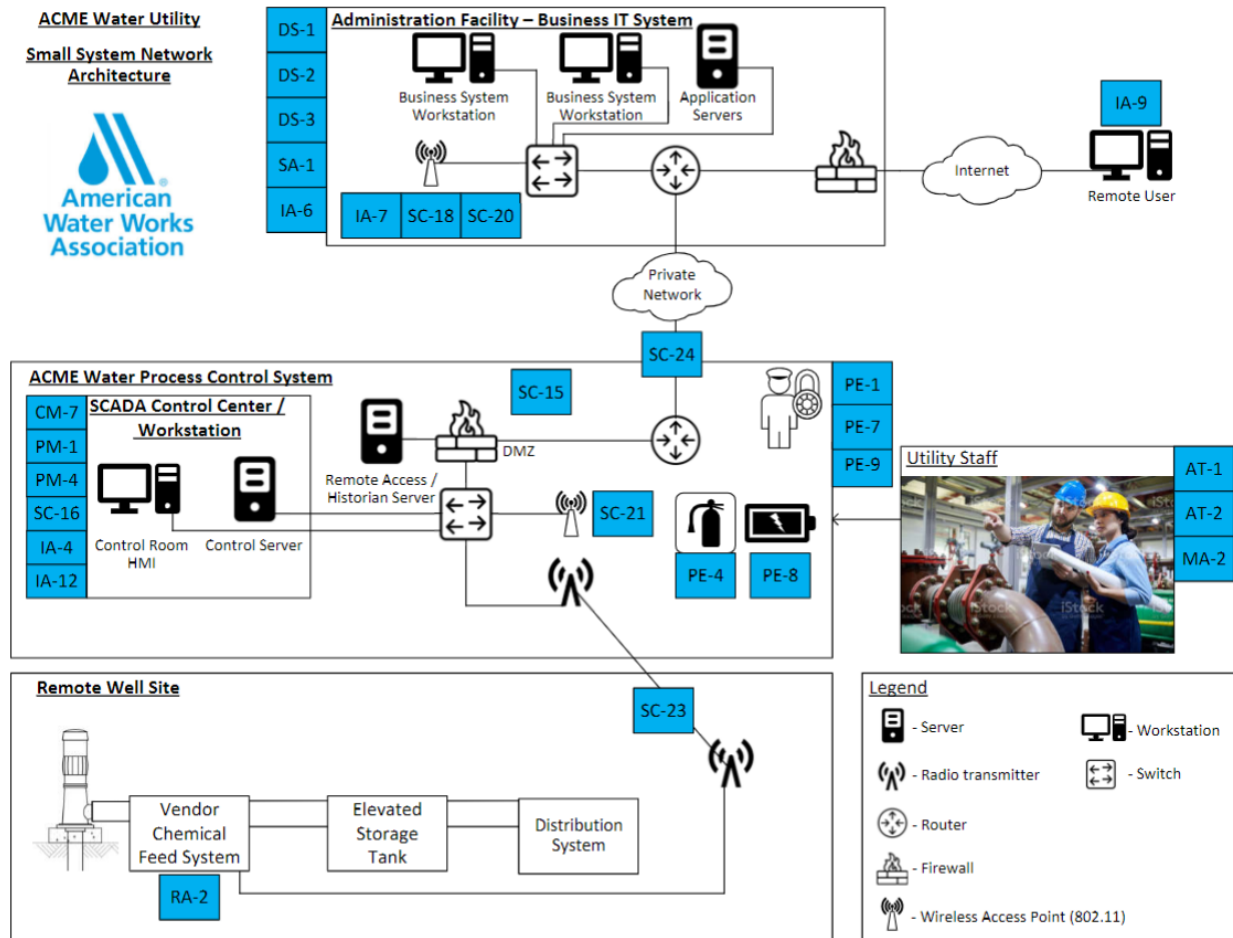 ACME Water Utility
Small System Network
Architecture
American
Water Works
Association
DS-1
DS-2
DS-3
SA-1
IA-6
Administration Facility – Business IT System
Business System
Workstation
Business System
Workstation
Application
Servers
IA-7
SC-18
SC-20
Internet
IA-9
Remote User
Private
Network
SC-24
ACME Water Process Control System
CM-7
PM-1
PM-4
SC-16
IA-4
IA-12
SCADA Control Center /
Workstation
Control Room
HMI
Control Server
Remote Access /
Historian Server
SC-15
DMZ
SC-21
PE-4
PE-8
PE-1
PE-7
PE-9
Utility Staff
iStock
iStock
iStock
iStock
AT-1
AT-2
MA-2
Remote Well Site
SC-23
Vendor
Chemical
Feed System
Elevated
Storage
Tank
Distribution
System
RA-2
Legend
- Server
- Workstation
- Radio transmitter
- Switch
- Router
- Firewall
- Wireless Access Point (802.11)